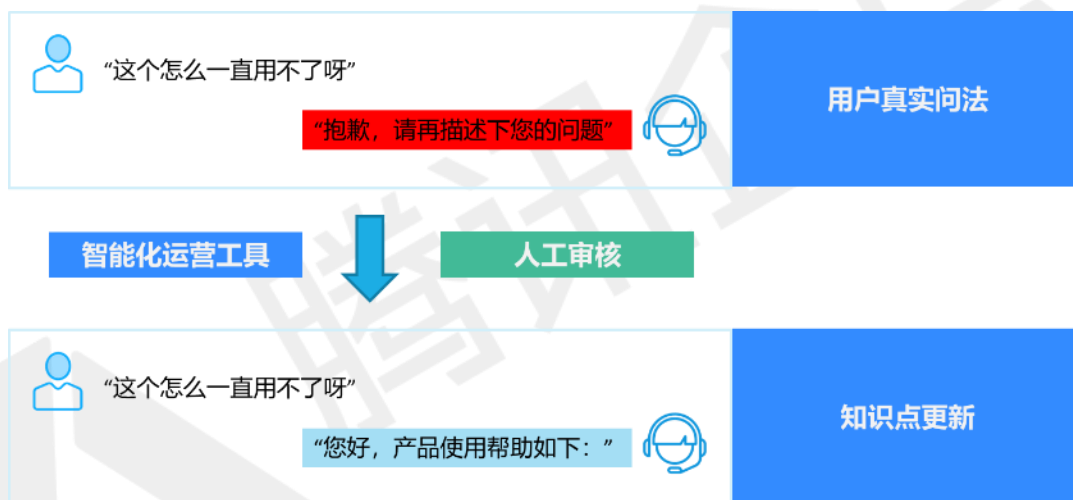 “这个怎么一直用不了呀”
用户真实问法
“抱歉，请再描述下您的问题”
智能化运营工具
人工审核
“这个怎么一直用不了呀”
知识点更新
“您好，产品使用帮助如下：”
腾讯企